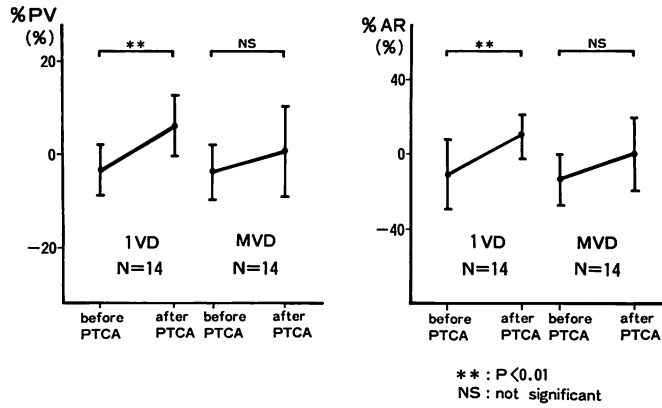 %PV
(%)
** NS
20
0
−20
1VD MVD
N=14 N=14
before after before after
PTCA PTCA PTCA PTCA
%AR
(%)
** NS
40
0
−40
1VD MVD
N=14 N=14
before after before after
PTCA PTCA PTCA PTCA
** : P<0.01
NS : not significant